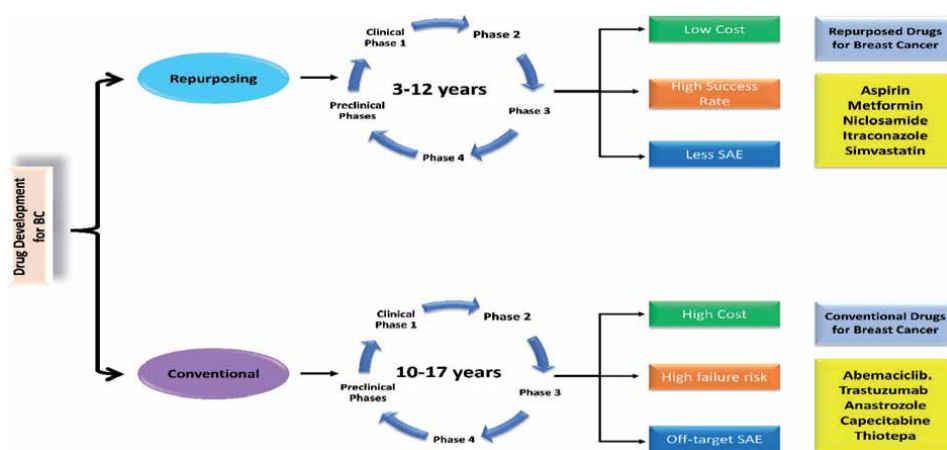 Drug Development
for BC
Repurposing
Clinical
Phase 1
Phase 2
3-12 years
Preclinical
Phases
Phase 3
Phase 4
Low Cost
High Success
Rate
Less SAE
Repurposed Drugs
for Breast Cancer
Aspirin
Metformin
Niclosamide
Itraconazole
Simvastatin
Conventional
Clinical
Phase 1
Phase 2
10-17 years
Preclinical
Phases
Phase 3
Phase 4
High Cost
High failure risk
Off-target SAE
Conventional Drugs
for Breast Cancer
Abemaciclib.
Trastuzumab
Anastrozole
Capecitabine
Thiotepa